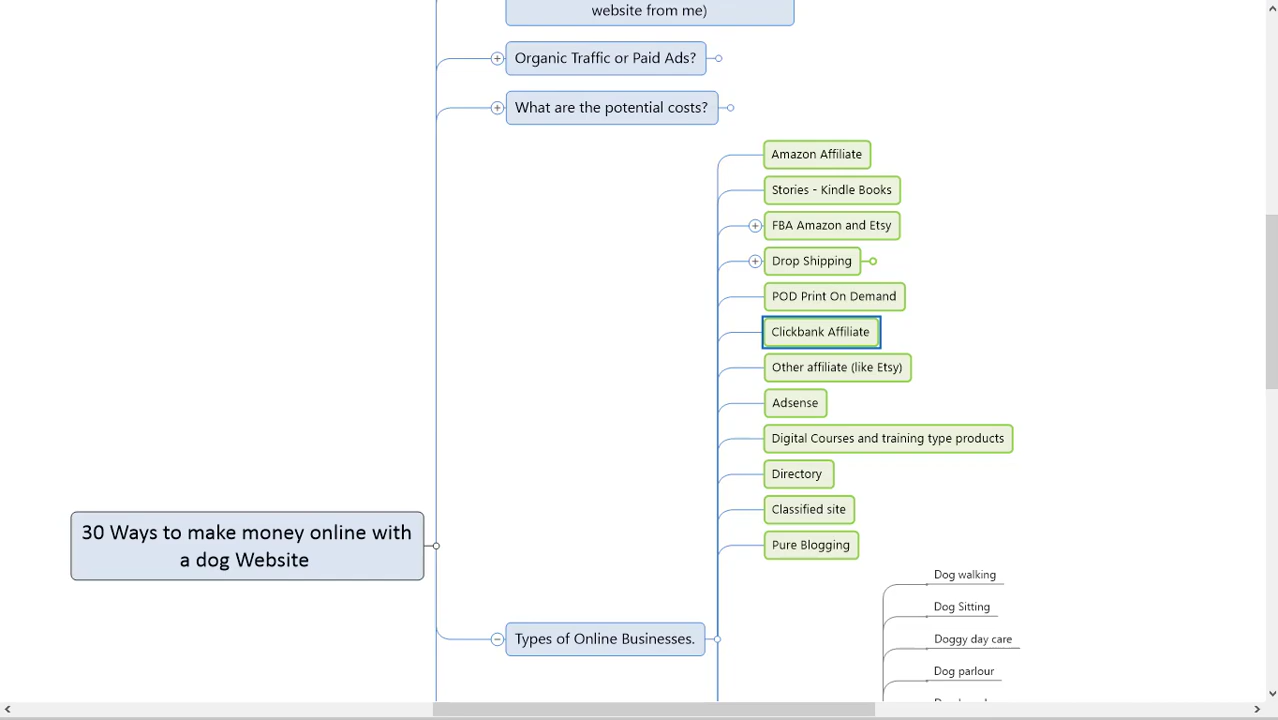 website from me)
Organic Traffic or Paid Ads?
What are the potential costs?
Amazon Affiliate
Stories - Kindle Books
FBA Amazon and Etsy
Drop Shipping
POD Print On Demand
Clickbank Affiliate
Other affiliate (like Etsy)
Adsense
Digital Courses and training type products
Directory
Classified site
Pure Blogging
30 Ways to make money online with
a dog Website
Types of Online Businesses.
Dog walking
Dog Sitting
Doggy day care
Dog parlour